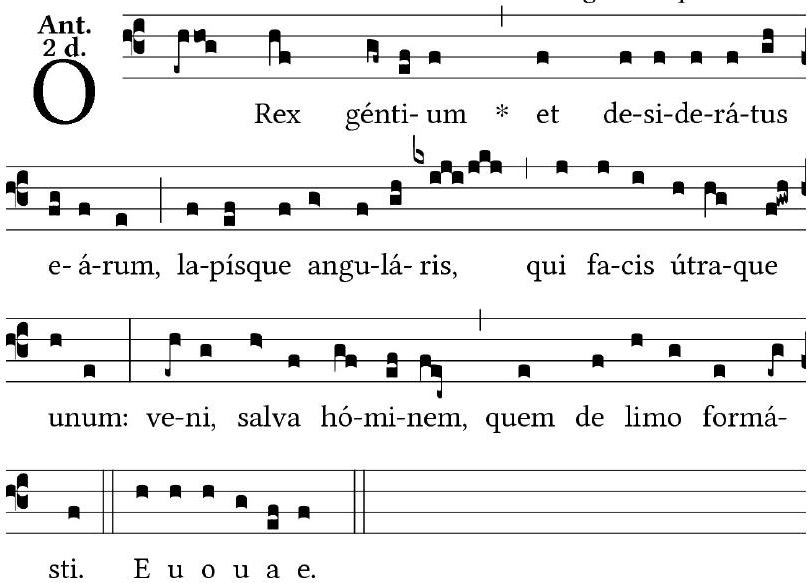 Ant.
2 d.
O Rex génti-um * et de-si-de-rá-tus
e-á-rum, la-písque angu-lá-ris, qui fa-cis útra-que
unum: ve-ni, salva hó-mi-nem, quem de limo formá-
sti. E u o u a e.